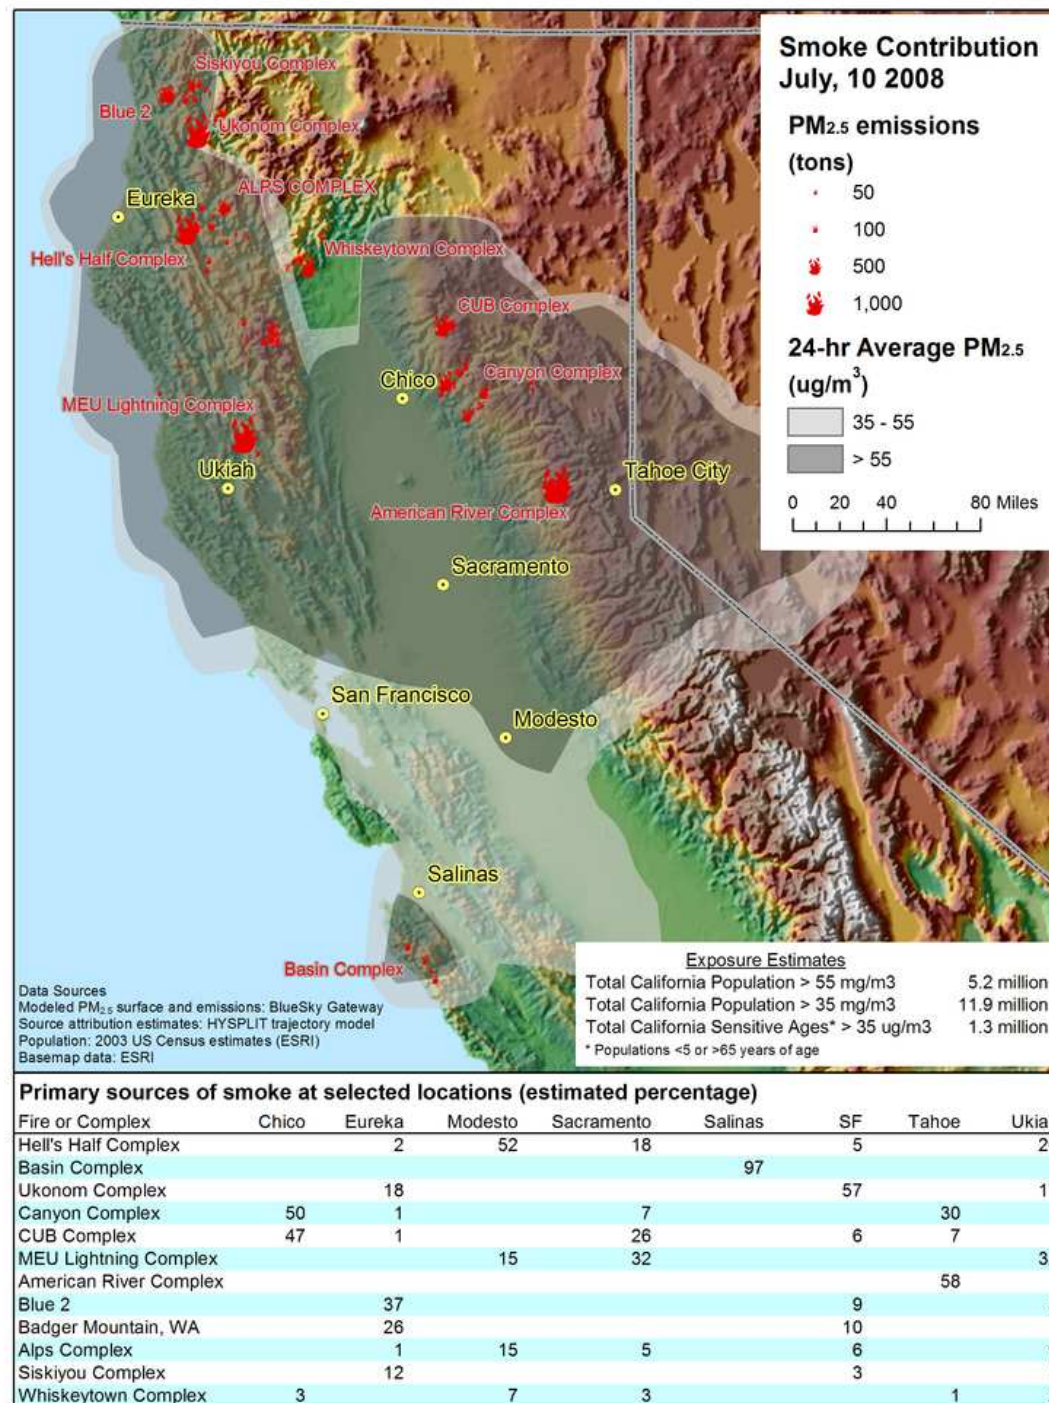 Smoke Contribution
July, 10 2008
PM2.5 emissions
(tons)
50
100
500
1,000
24-hr Average PM2.5
(ug/m3)
35 - 55
> 55
0 20 40 80 Miles
Siskiyou Complex
Blue 2
Ukonom Complex
ALPS COMPLEX
Eureka
Whiskeytown Complex
Hell's Half Complex
CUB Complex
Canyon Complex
Chico
MEU Lightning Complex
Ukiah
Tahoe City
American River Complex
Sacramento
San Francisco
Modesto
Salinas
Basin Complex
Data Sources
Modeled PM2.5 surface and emissions: BlueSky Gateway
Source attribution estimates: HYSPLIT trajectory model
Population: 2003 US Census estimates (ESRI)
Basemap data: ESRI
Exposure Estimates
Total California Population > 55 mg/m3 5.2 million
Total California Population > 35 mg/m3 11.9 million
Total California Sensitive Ages* > 35 ug/m3 1.3 million
* Populations <5 or >65 years of age
Primary sources of smoke at selected locations (estimated percentage)
Fire or Complex Chico Eureka Modesto Sacramento Salinas SF Tahoe
Hell's Half Complex 2 52 18 5
Basin Complex 97
Ukonom Complex 18 57
Canyon Complex 50 1 7 30
CUB Complex 47 1 26 6 7
MEU Lightning Complex 15 32
American River Complex 58
Blue 2 37 9
Badger Mountain, WA 26 10
Alps Complex 1 15 5 6
Siskiyou Complex 12 3
Whiskeytown Complex 3 7 3 1